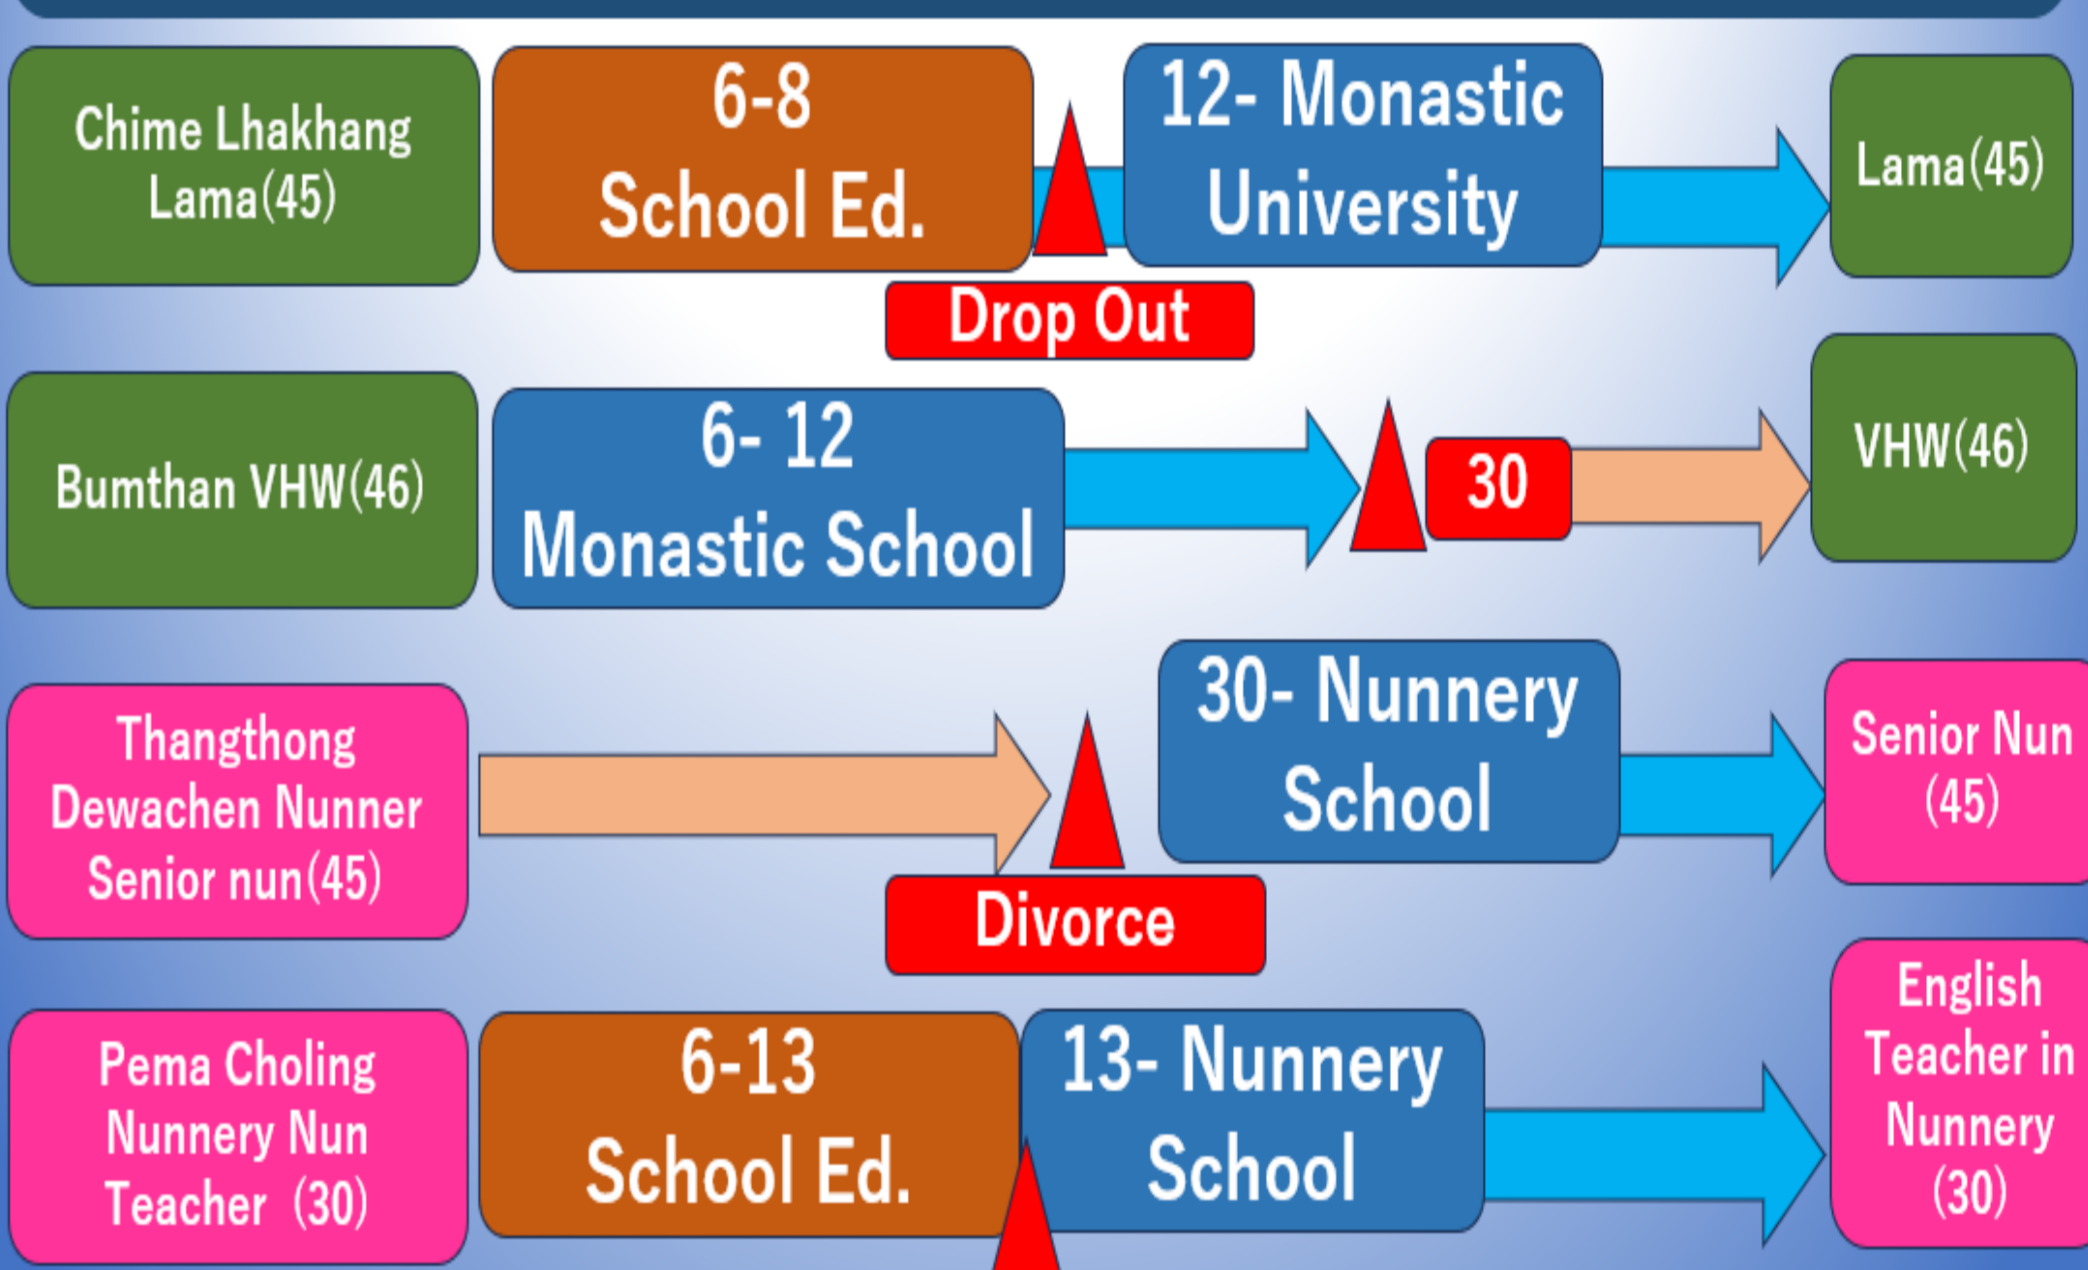 Chime Lhakhang
Lama(45)
6-8
School Ed.
12- Monastic
University
Lama(45)
Drop Out
Bumthan VHW(46)
6- 12
Monastic School
30
VHW(46)
Thangthong
Dewachen Nunner
Senior nun(45)
30- Nunnery
School
Senior Nun
(45)
Divorce
Pema Choling
Nunnery Nun
Teacher (30)
6-13
School Ed.
13- Nunnery
School
English
Teacher in
Nunnery
(30)